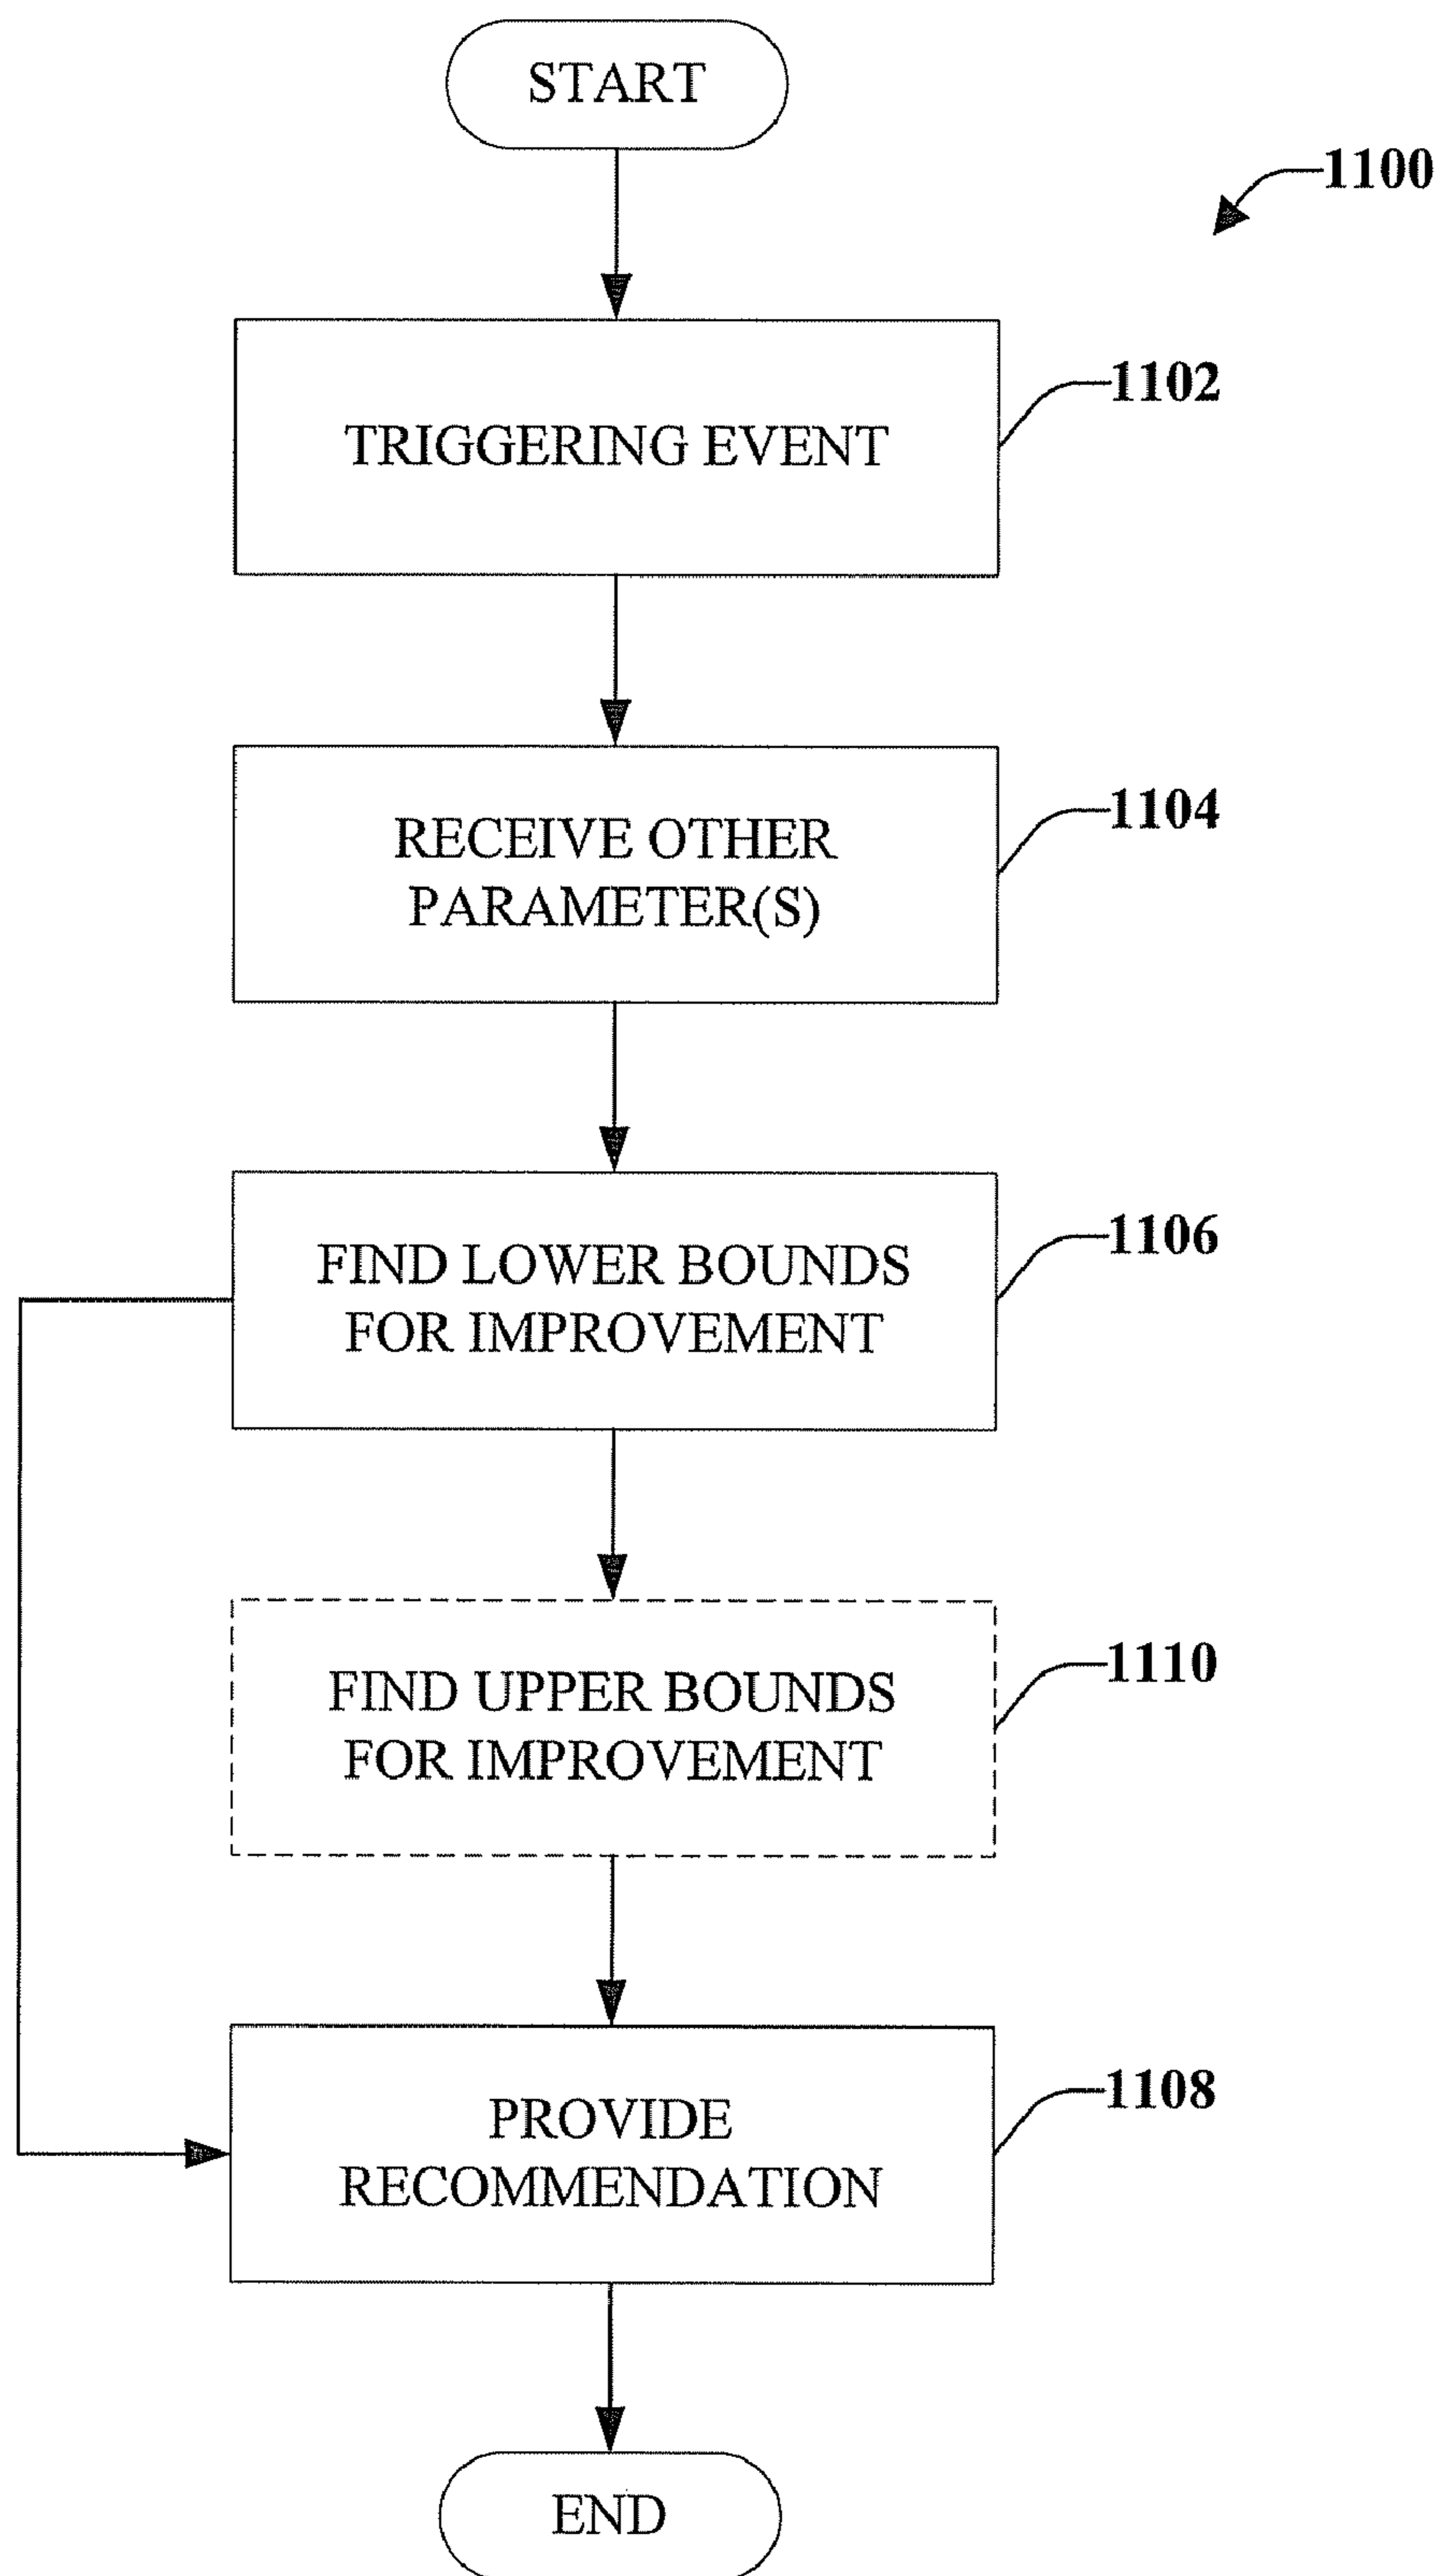 START
1100
1102
TRIGGERING EVENT
1104
RECEIVE OTHER
PARAMETER(S)
1106
FIND LOWER BOUNDS
FOR IMPROVEMENT
1110
FIND UPPER BOUNDS
FOR IMPROVEMENT
1108
PROVIDE
RECOMMENDATION
END